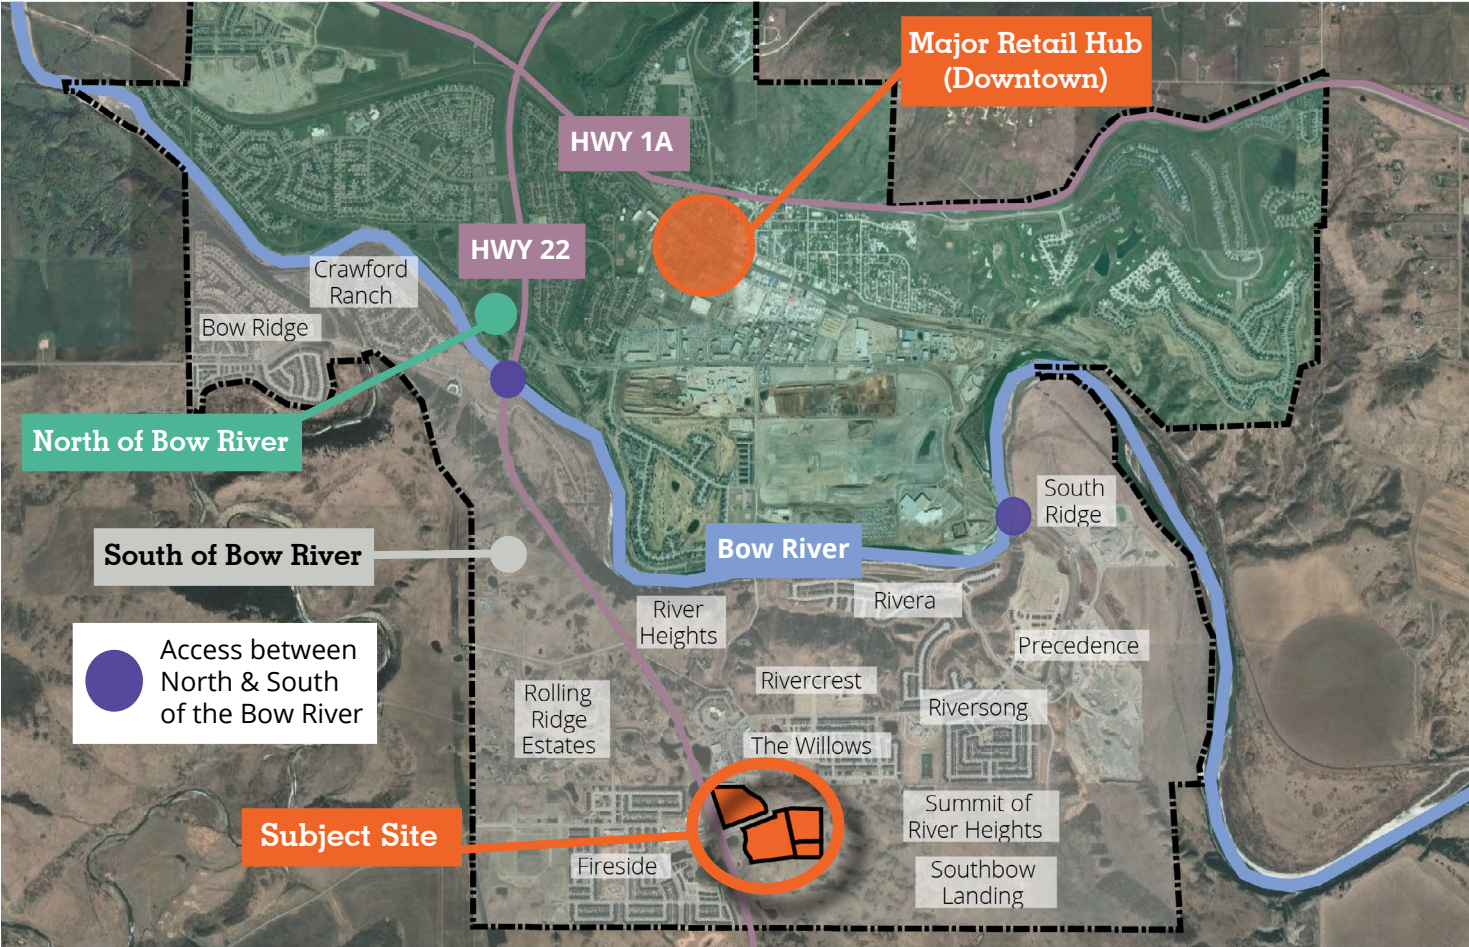 Major Retail Hub
(Downtown)
HWY 1A
HWY 22
Crawford
Ranch
Bow Ridge
North of Bow River
South
Ridge
South of Bow River
Bow River
River
Heights
Rivera
Precedence
Access between
North & South
of the Bow River
Rivercrest
Rolling
Ridge
Estates
Riversong
The Willows
Subject Site
Summit of
River Heights
Fireside
Southbow
Landing